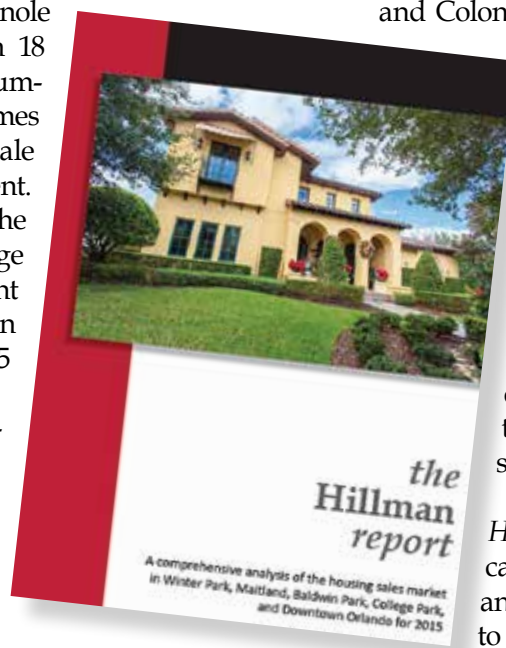 nole
18
um-
mes
ale
ent.
he
ge
nt
n
5
and Colon
the
Hillman
report
A comprehensive analysis of the housing sales market
in Winter Park, Maitland, Baldwin Park, College Park,
and Downtown Orlando for 2015
t
s
H
ca
an
to